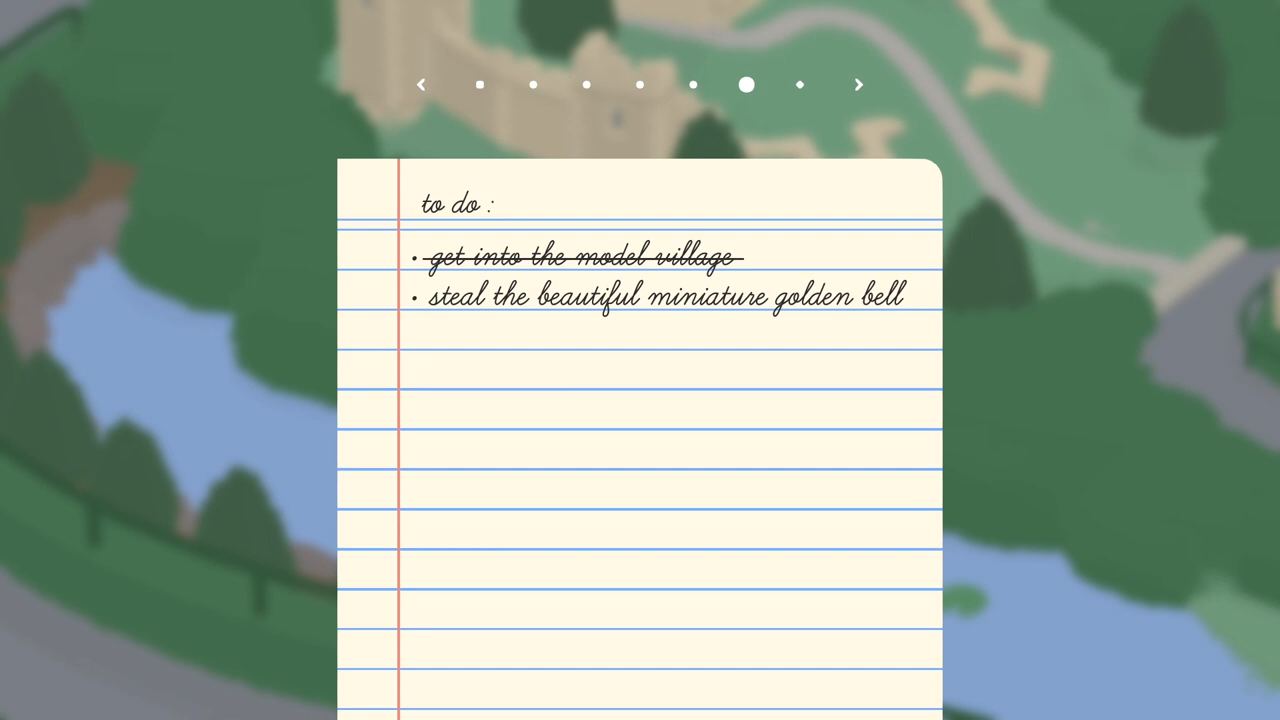 to do :
• get into the model village
• steal the beautiful miniature golden bell